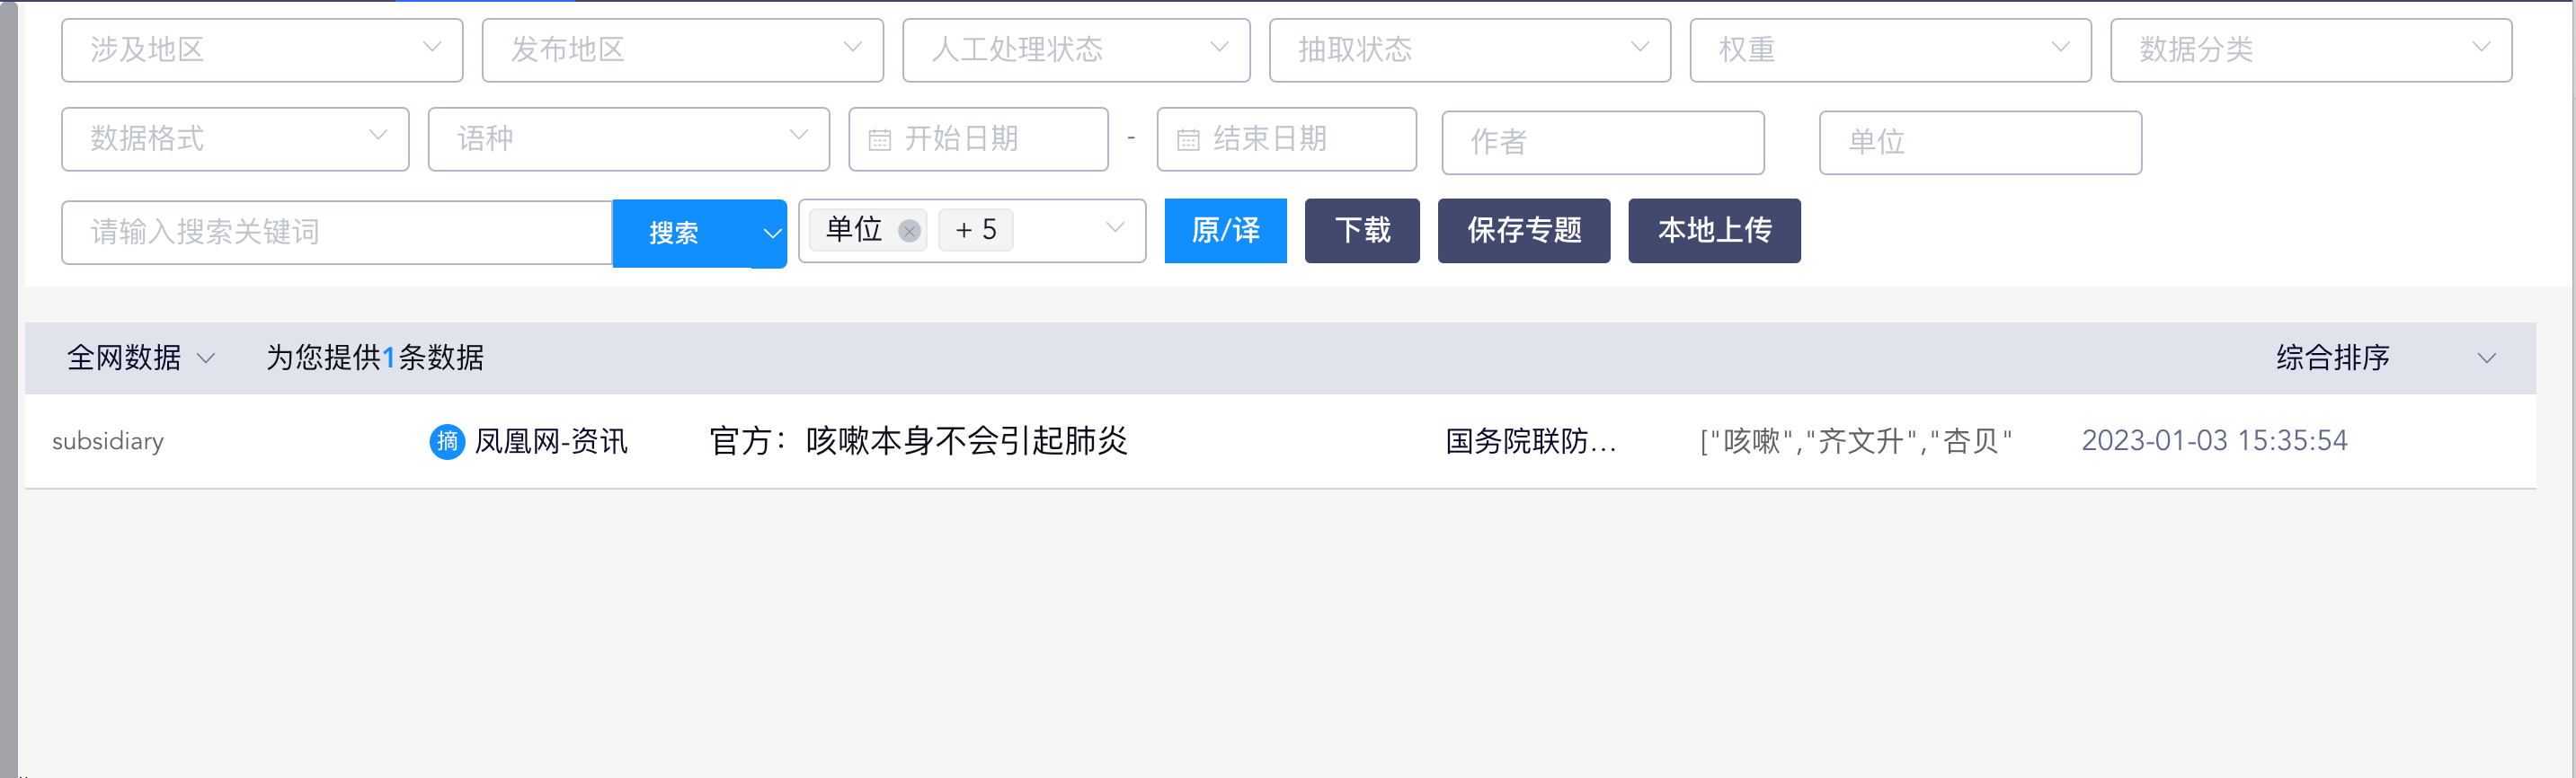 涉及地区 发布地区 人工处理状态 抽取状态 权重 数据分类
数据格式 语种 开始日期 - 结束日期 作者 单位
请输入搜索关键词 搜索 单位 + 5 原/译 下载 保存专题 本地上传
全网数据 为您提供1条数据 综合排序
subsidiary 摘 凤凰网-资讯 官方：咳嗽本身不会引起肺炎 国务院联防... ["咳嗽","齐文升","杏贝" 2023-01-03 15:35:54